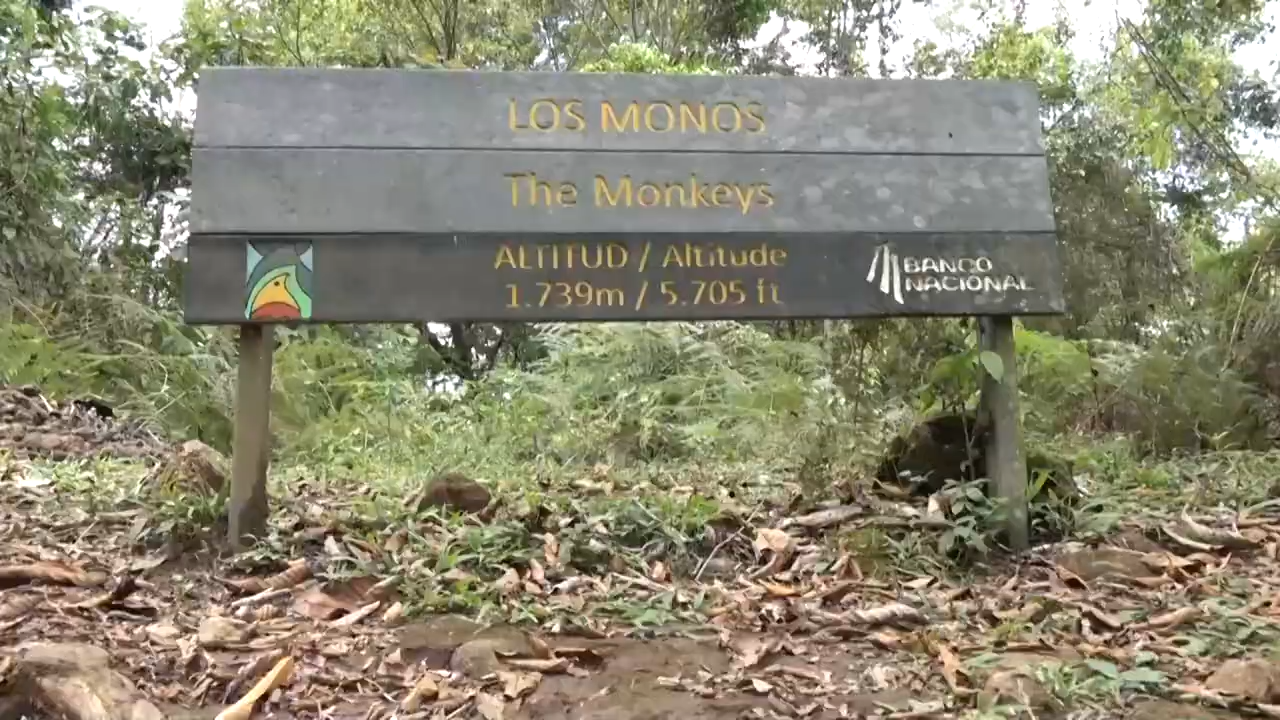 LOS MONOS
The Monkeys
ALTITUD / Altitude
1.739m / 5.705 ft
BANCO
NACIONAL